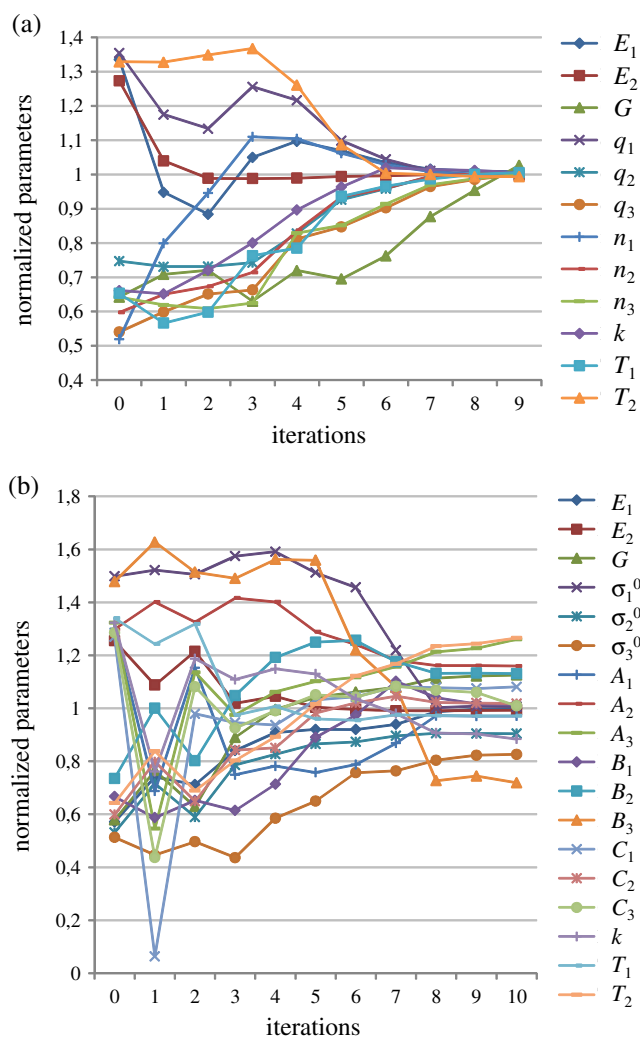 (a)
normalized parameters
1,4
1,3
1,2
1,1
1
0,9
0,8
0,7
0,6
0,5
0,4
0 1 2 3 4 5 6 7 8 9
iterations
E₁
E₂
G
q₁
q₂
q₃
n₁
n₂
n₃
k
T₁
T₂
(b)
normalized parameters
1,8
1,6
1,4
1,2
1
0,8
0,6
0,4
0,2
0
0 1 2 3 4 5 6 7 8 9 10
iterations
E₁
E₂
G
σ₁⁰
σ₂⁰
σ₃⁰
A₁
A₂
A₃
B₁
B₂
B₃
C₁
C₂
C₃
k
T₁
T₂